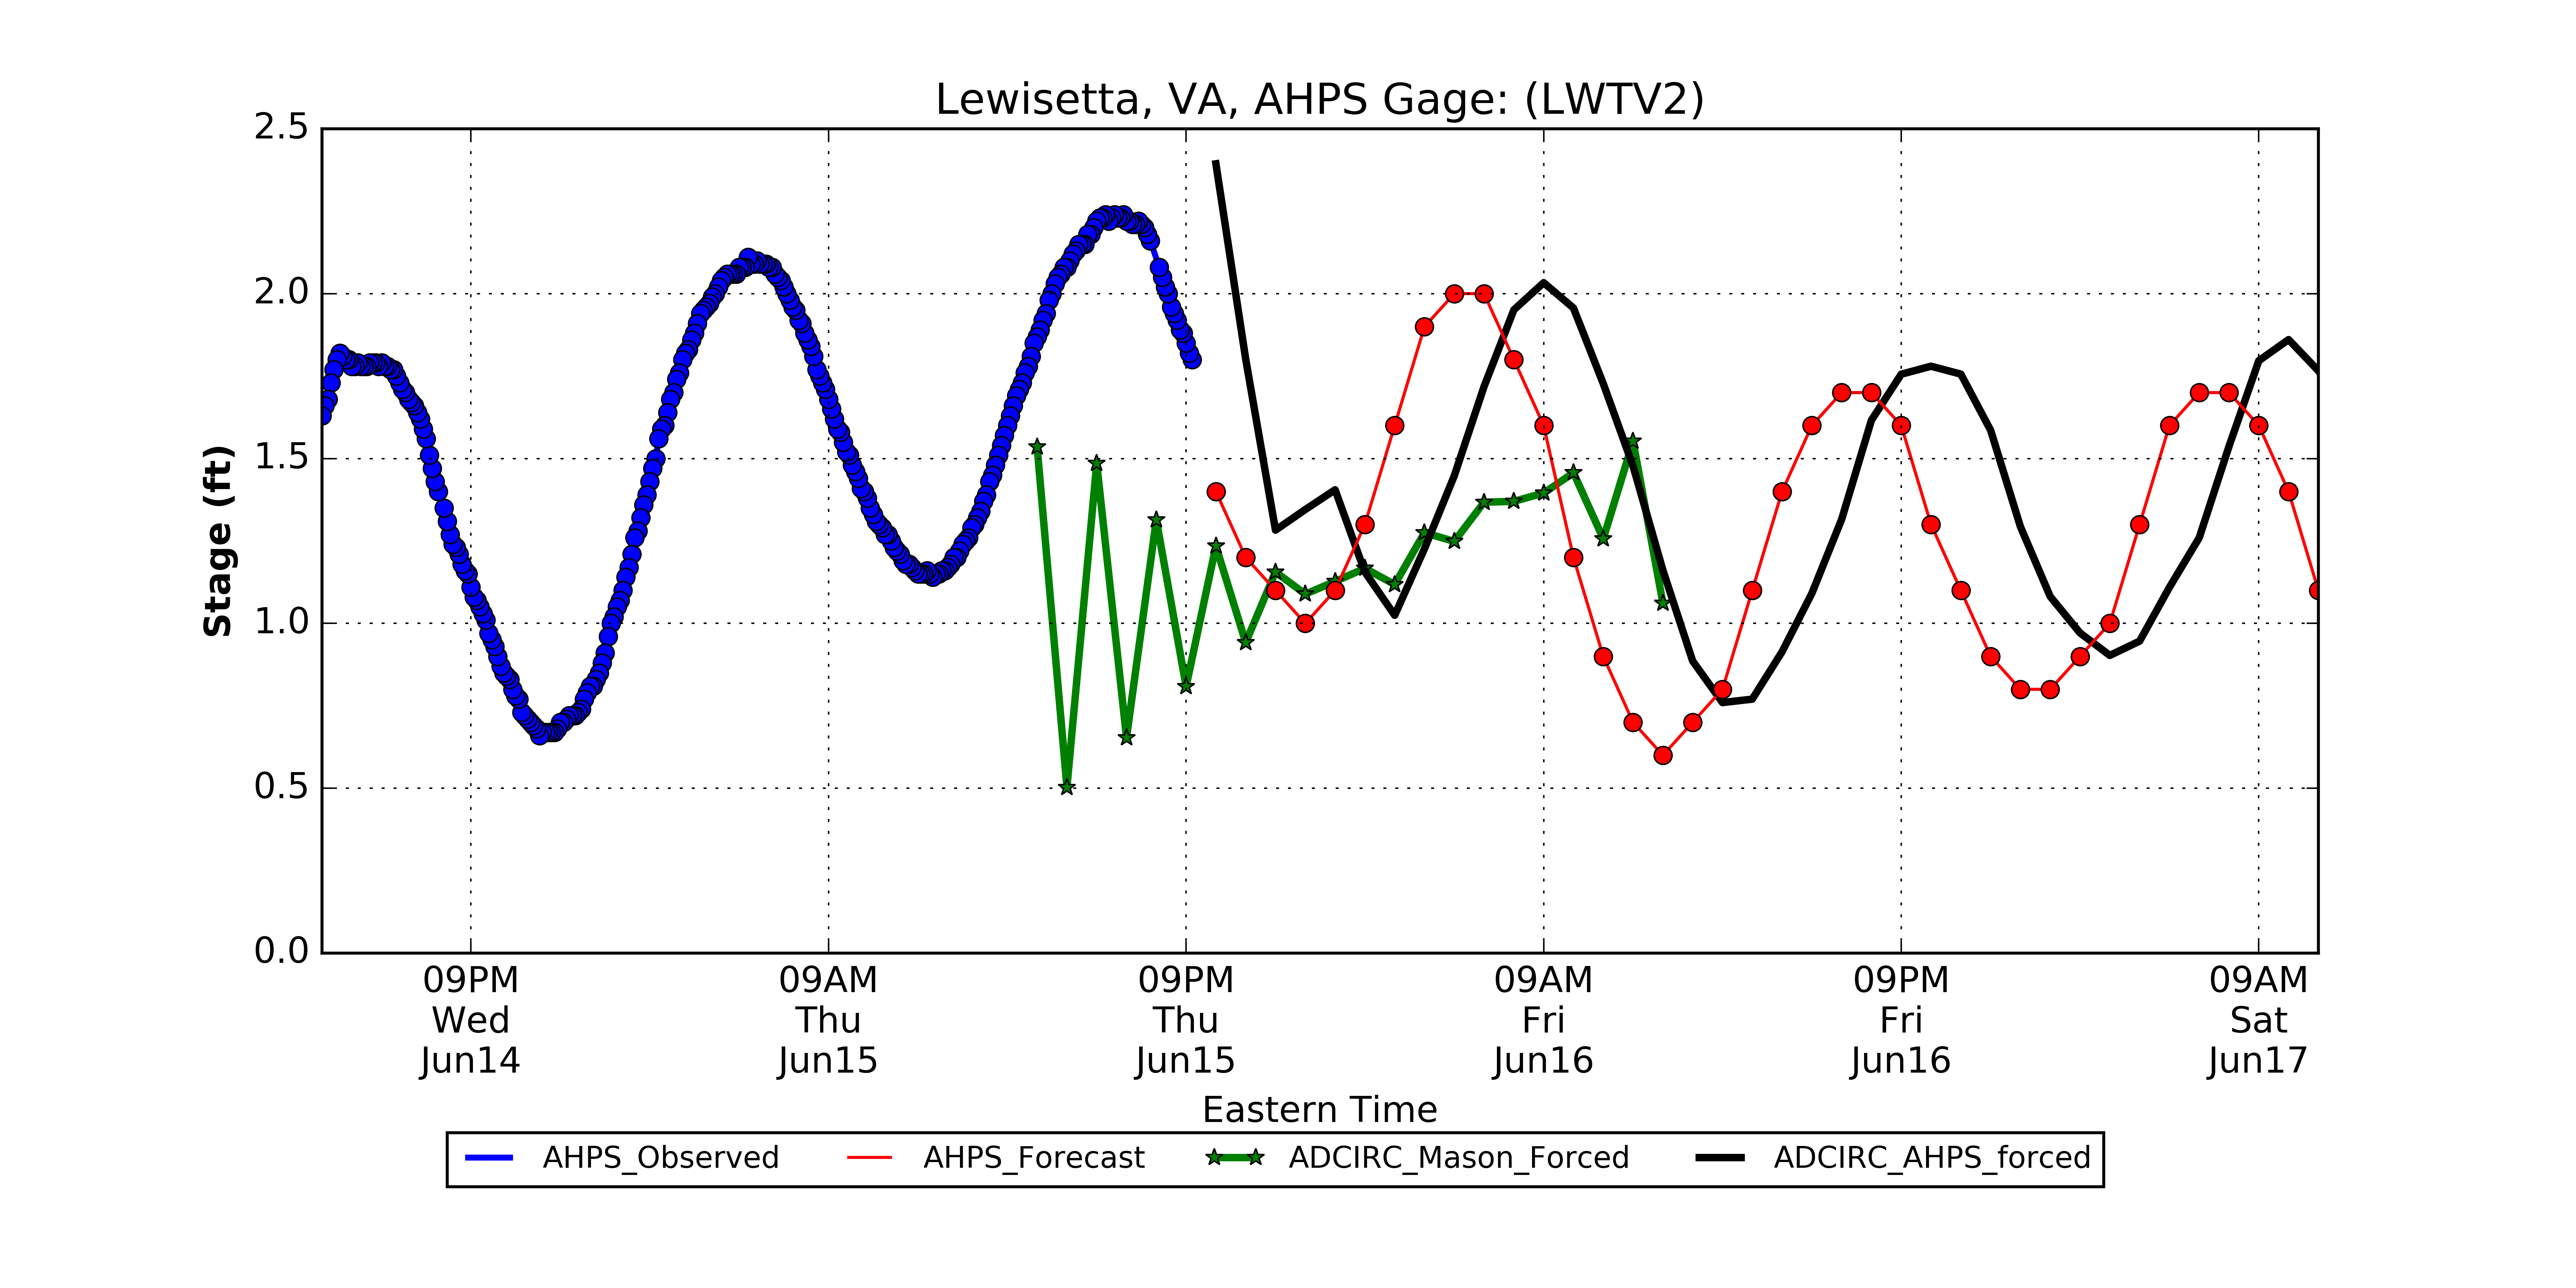 Lewisetta, VA, AHPS Gage: (LWTV2)
2.5
2.0
1.5
1.0
0.5
0.0
Stage (ft)
09PM 09AM 09PM 09AM 09PM 09AM
Wed Thu Thu Fri Fri Sat
Jun14 Jun15 Jun15 Jun16 Jun16 Jun17
Eastern Time
AHPS_Observed AHPS_Forecast ADCIRC_Mason_Forced ADCIRC_AHPS_forced